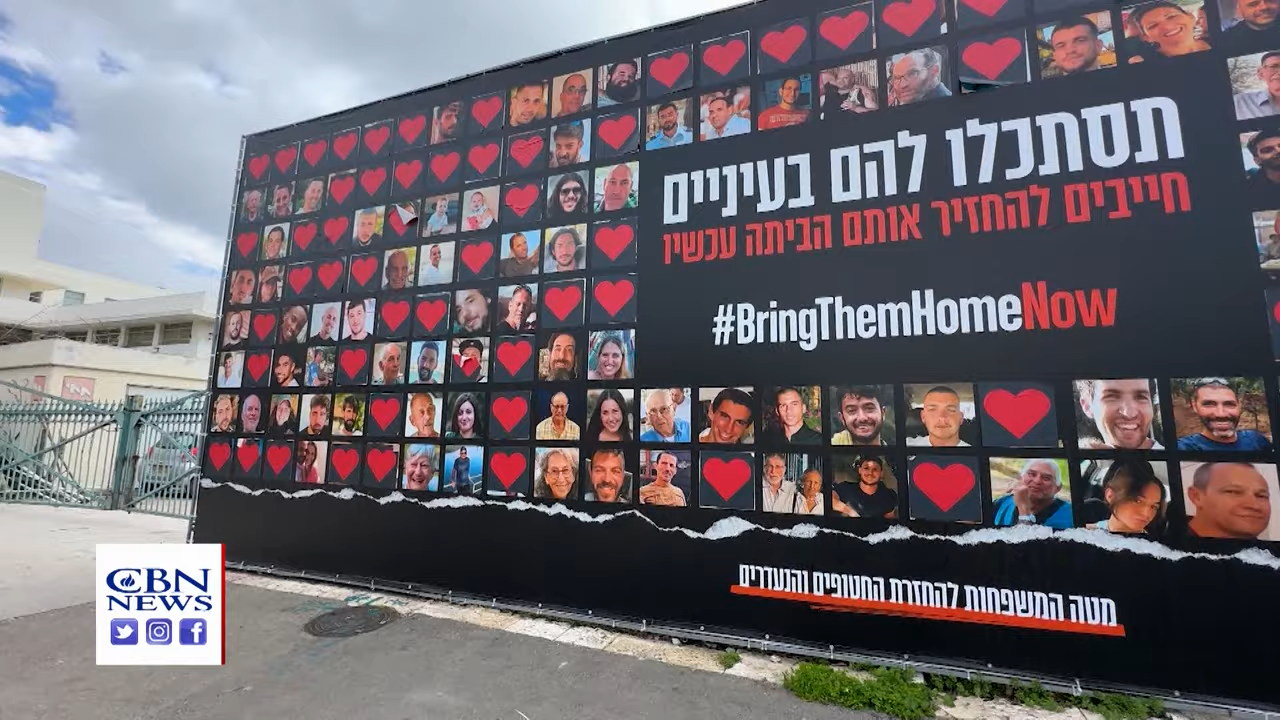 תסתכלו להם בעיניים
חייבים להחזיר אותם הביתה עכשיו
#BringThemHomeNow
מטה המשפחות להחזרת החטופים והנעדרים
CBN
NEWS